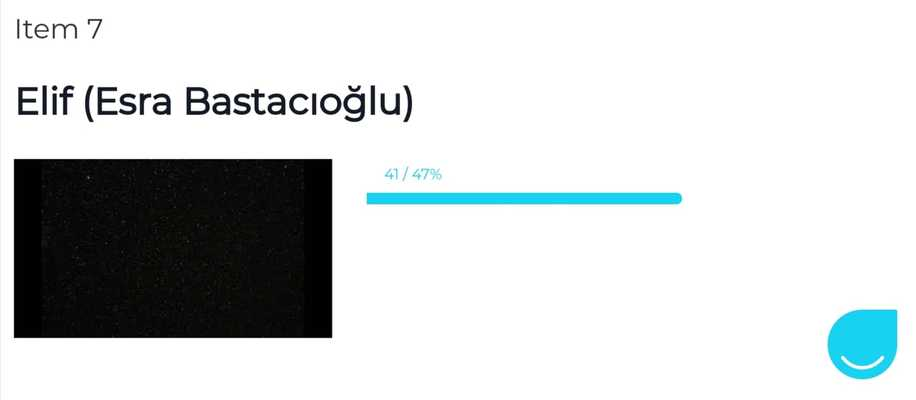 Item 7
Elif (Esra Bastacıoğlu)
41 / 47%